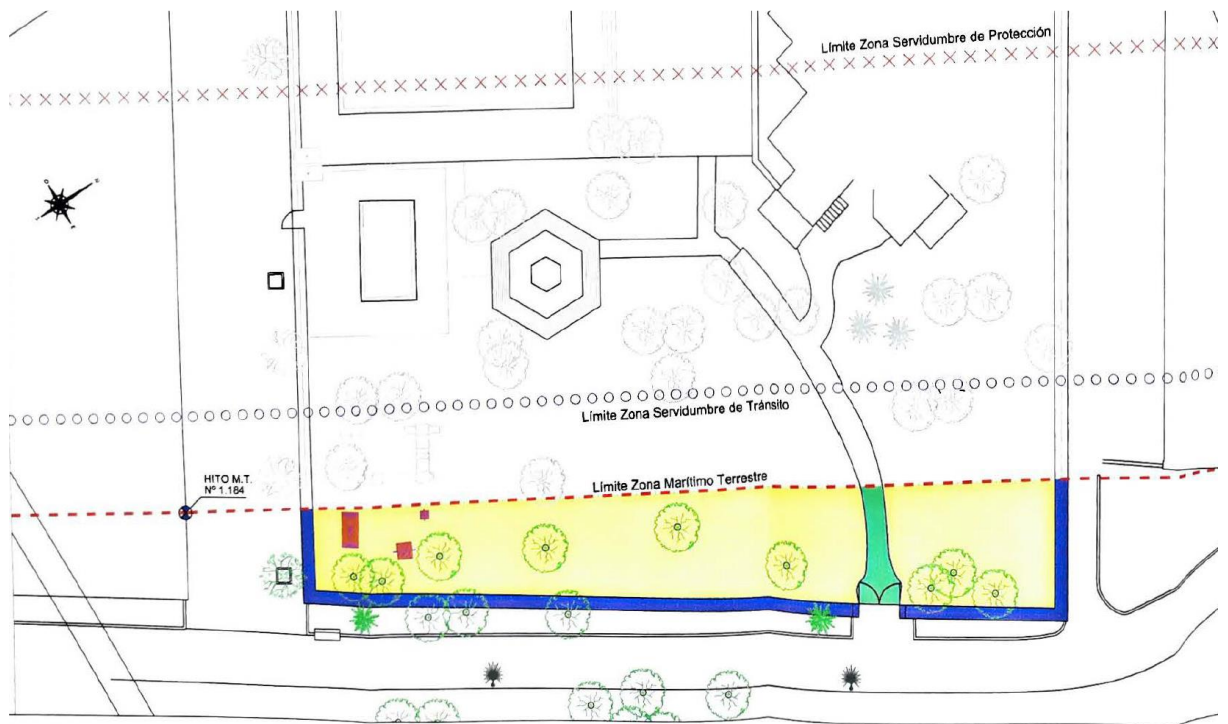 Límite Zona Servidumbre de Protección
Límite Zona Servidumbre de Tránsito
HITO M.T.
Nº 1.184
Límite Zona Marítimo Terrestre